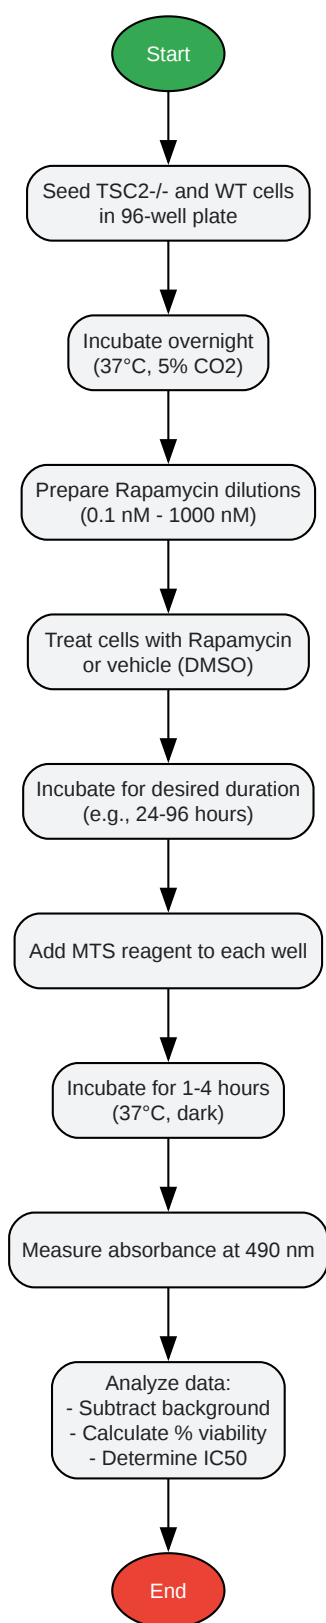 Start
Seed TSC2-/- and WT cells
in 96-well plate
Incubate overnight
(37°C, 5% CO2)
Prepare Rapamycin dilutions
(0.1 nM - 1000 nM)
Treat cells with Rapamycin
or vehicle (DMSO)
Incubate for desired duration
(e.g., 24-96 hours)
Add MTS reagent to each well
Incubate for 1-4 hours
(37°C, dark)
Measure absorbance at 490 nm
Analyze data:
- Subtract background
- Calculate % viability
- Determine IC50
End